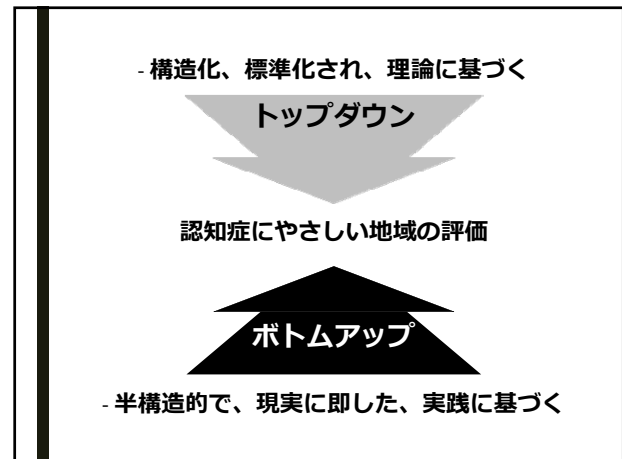 - 構造化、標準化され、理論に基づく
トップダウン
認知症にやさしい地域の評価
ボトムアップ
- 半構造的で、現実に即した、実践に基づく